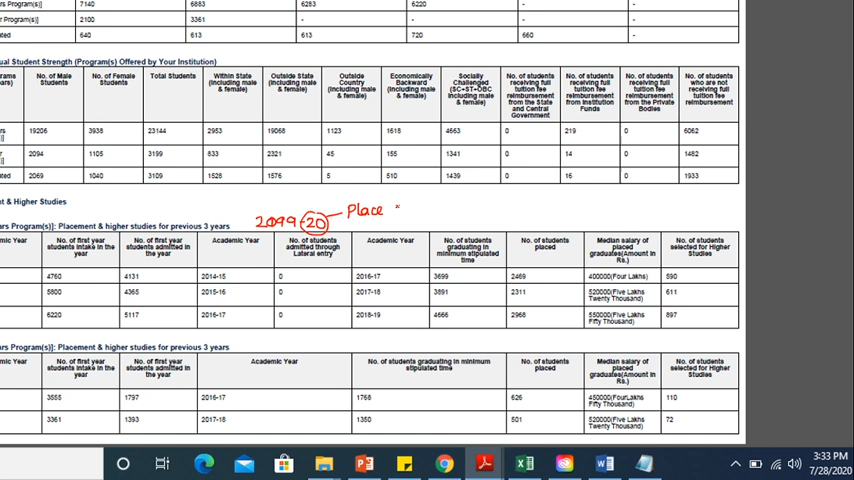 rs Program(s)] 7140 6883 6283 6220 - -
r Program(s)] 2100 3361 - - - -
ted 640 613 613 720 660 -
ual Student Strength (Program(s) Offered by Your Institution)
grams No. of Male No. of Female Total Students Within State Outside State Outside Economically Socially No. of students No. of students No. of students No. of students
ars) Students Students (Including male (Including male Country Backward Challenged receiving full receiving full receiving full who are not
& female) & female) (Including male (Including male (SC+ST+OBC tuition fee tuition fee tuition fee receiving full
& female) & female) Including male reimbursement reimbursement reimbursement tuition fee
& female) from the State from Institution from the Private reimbursement
and Central Funds Bodies
Government
ars 19206 3938 23144 2953 19068 1123 1618 4663 0 219 0 6062
(s)]
r 2094 1105 3199 833 2321 45 155 1341 0 14 0 1482
(s)]
ted 2069 1040 3109 1528 1576 5 510 1439 0 16 0 1933
t & Higher Studies
2099-20 Place
ars Program(s)]: Placement & higher studies for previous 3 years
mic Year No. of first year No. of first year Academic Year No. of students Academic Year No. of students No. of students Median salary of No. of students
students intake in the students admitted in admitted through graduating in placed placed selected for Higher
year the year Lateral entry minimum stipulated graduates(Amount in Studies
time Rs.)
4760 4131 2014-15 0 2016-17 3699 2469 400000(Four Lakhs) 590
5800 4365 2015-16 0 2017-18 3891 2311 520000(Five Lakhs 611
Twenty Thousand)
6220 5117 2016-17 0 2018-19 4666 2968 550000(Five Lakhs 897
Fifty Thousand)
ars Program(s)]: Placement & higher studies for previous 3 years
mic Year No. of first year No. of first year Academic Year No. of students graduating in minimum No. of students Median salary of No. of students
students intake in the students admitted in stipulated time placed placed selected for Higher
year the year graduates(Amount in Studies
Rs.)
3555 1797 2016-17 1768 626 450000(FourLakhs 110
Fifty Thousand)
3361 1393 2017-18 1350 501 520000(Five Lakhs 72
Twenty Thousand)
3:33 PM
7/28/2020